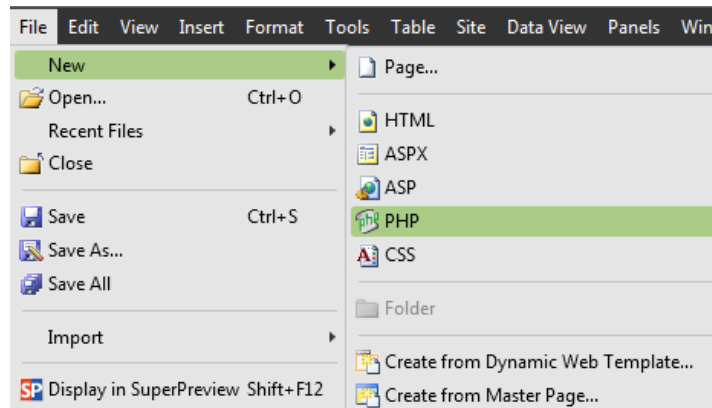 File Edit View Insert Format Tools Table Site Data View Panels Win
New
Open... Ctrl+O
Recent Files
Close
Save Ctrl+S
Save As...
Save All
Import
Display in SuperPreview Shift+F12
Page...
HTML
ASPX
ASP
PHP
CSS
Folder
Create from Dynamic Web Template...
Create from Master Page...